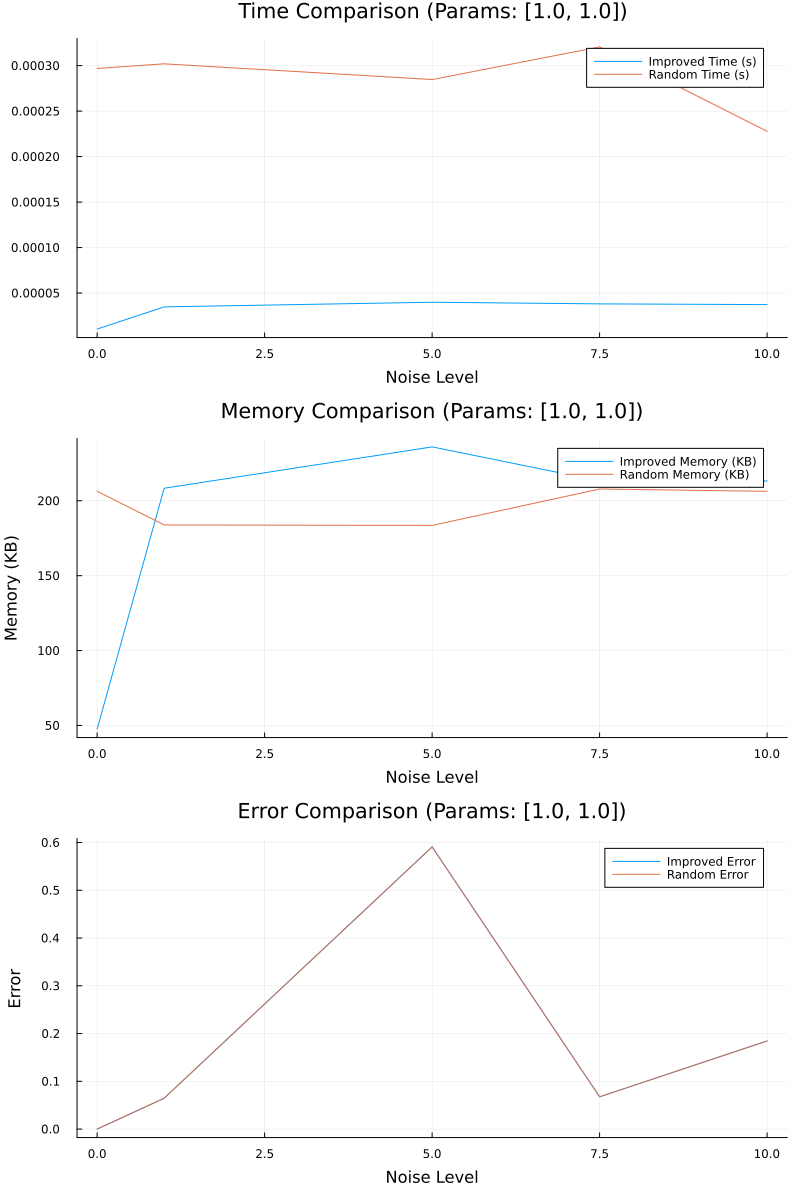 Time Comparison (Params: [1.0, 1.0])
Improved Time (s)
Random Time (s)
0.00030
0.00025
0.00020
0.00015
0.00010
0.00005
0.0 2.5 5.0 7.5 10.0
Noise Level
Memory Comparison (Params: [1.0, 1.0])
Improved Memory (KB)
Random Memory (KB)
Memory (KB)
200
150
100
50
0.0 2.5 5.0 7.5 10.0
Noise Level
Error Comparison (Params: [1.0, 1.0])
Improved Error
Random Error
Error
0.6
0.5
0.4
0.3
0.2
0.1
0.0
0.0 2.5 5.0 7.5 10.0
Noise Level